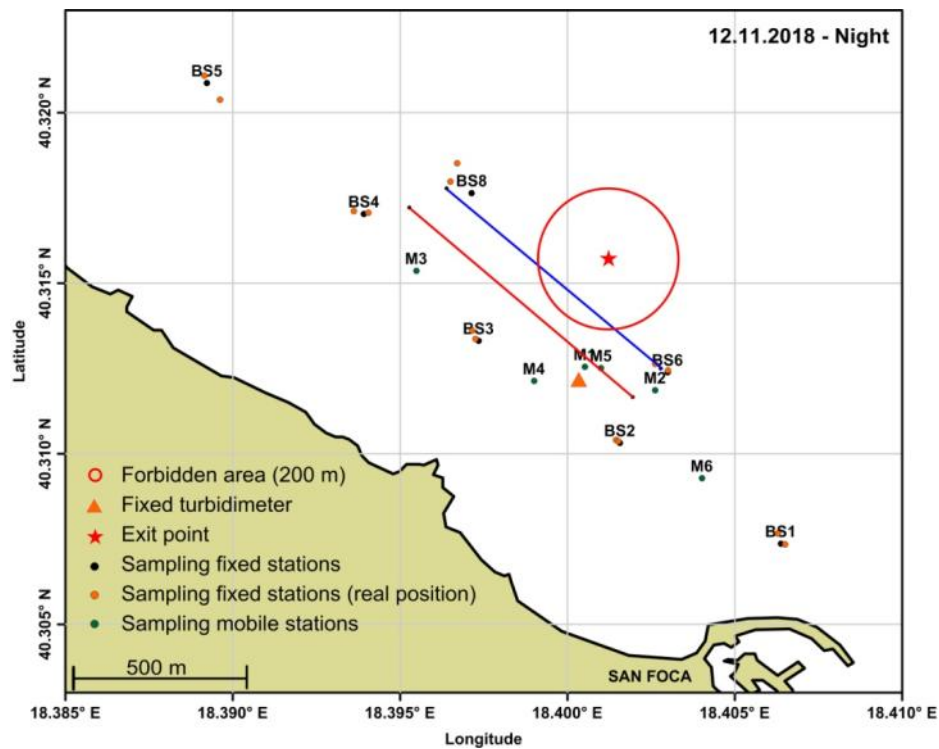 12.11.2018 - Night
BS5
BS8
BS4
M3
BS3
M1
M5
BS6
M4
M2
BS2
M6
BS1
Forbidden area (200 m)
Fixed turbidimeter
Exit point
Sampling fixed stations
Sampling fixed stations (real position)
Sampling mobile stations
500 m
SAN FOCA
40.320° N
40.315° N
40.310° N
40.305° N
Latitude
18.385° E
18.390° E
18.395° E
18.400° E
18.405° E
18.410° E
Longitude